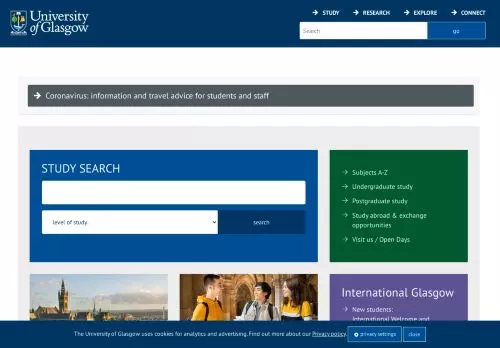 University
of Glasgow
STUDY
RESEARCH
EXPLORE
CONNECT
Search
go
Coronavirus: information and travel advice for students and staff
STUDY SEARCH
level of study
search
Subjects A-Z
Undergraduate study
Postgraduate study
Study abroad & exchange
opportunities
Visit us / Open Days
International Glasgow
New students:
International Welcome and
The University of Glasgow uses cookies for analytics and advertising. Find out more about our Privacy policy.
privacy settings
close